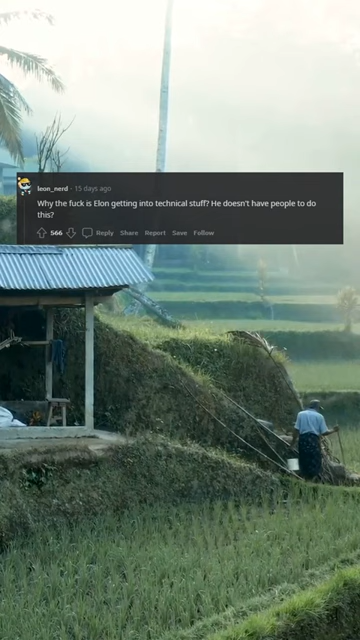 leon_nerd · 15 days ago
Why the fuck is Elon getting into technical stuff? He doesn't have people to do
this?
566 Reply Share Report Save Follow